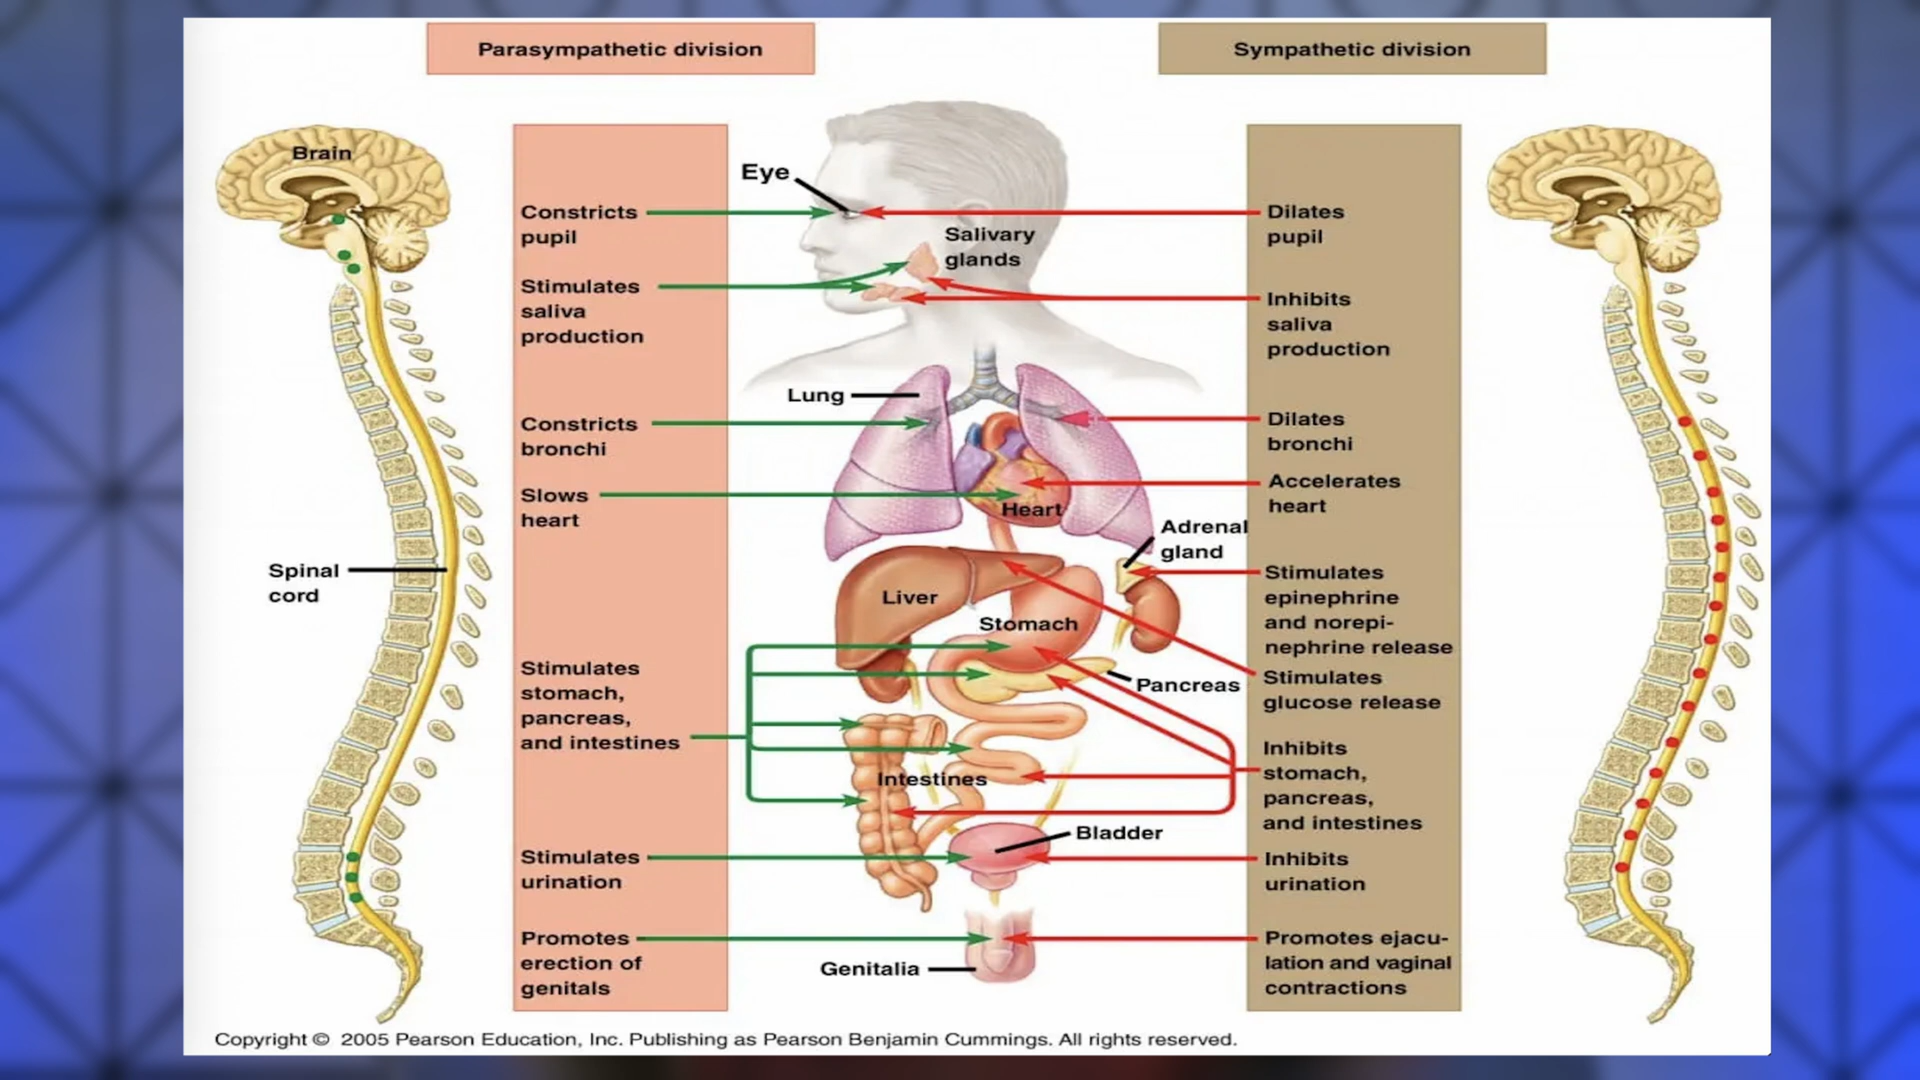 Parasympathetic division
Sympathetic division
Brain
Spinal
cord
Constricts
pupil
Stimulates
saliva
production
Constricts
bronchi
Slows
heart
Stimulates
stomach,
pancreas,
and intestines
Stimulates
urination
Promotes
erection of
genitals
Eye
Salivary
glands
Lung
Heart
Adrenal
gland
Liver
Stomach
Pancreas
Intestines
Bladder
Genitalia
Dilates
pupil
Inhibits
saliva
production
Dilates
bronchi
Accelerates
heart
Stimulates
epinephrine
and norepi-
nephrine release
Stimulates
glucose release
Inhibits
stomach,
pancreas,
and intestines
Inhibits
urination
Promotes ejacu-
lation and vaginal
contractions
Copyright © 2005 Pearson Education, Inc. Publishing as Pearson Benjamin Cummings. All rights reserved.